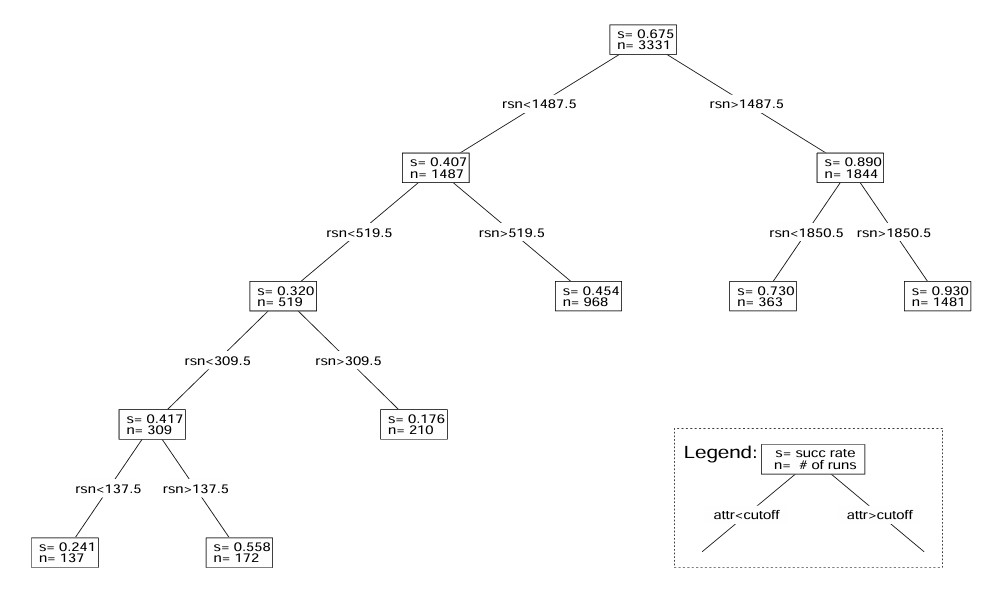 s= 0.675
n= 3331
rsn<1487.5
rsn>1487.5
s= 0.407
n= 1487
s= 0.890
n= 1844
rsn<519.5
rsn>519.5
rsn<1850.5
rsn>1850.5
s= 0.320
n= 519
s= 0.454
n= 968
s= 0.730
n= 363
s= 0.930
n= 1481
rsn<309.5
rsn>309.5
s= 0.417
n= 309
s= 0.176
n= 210
rsn<137.5
rsn>137.5
s= 0.241
n= 137
s= 0.558
n= 172
Legend:
s= succ rate
n= # of runs
attr<cutoff
attr>cutoff